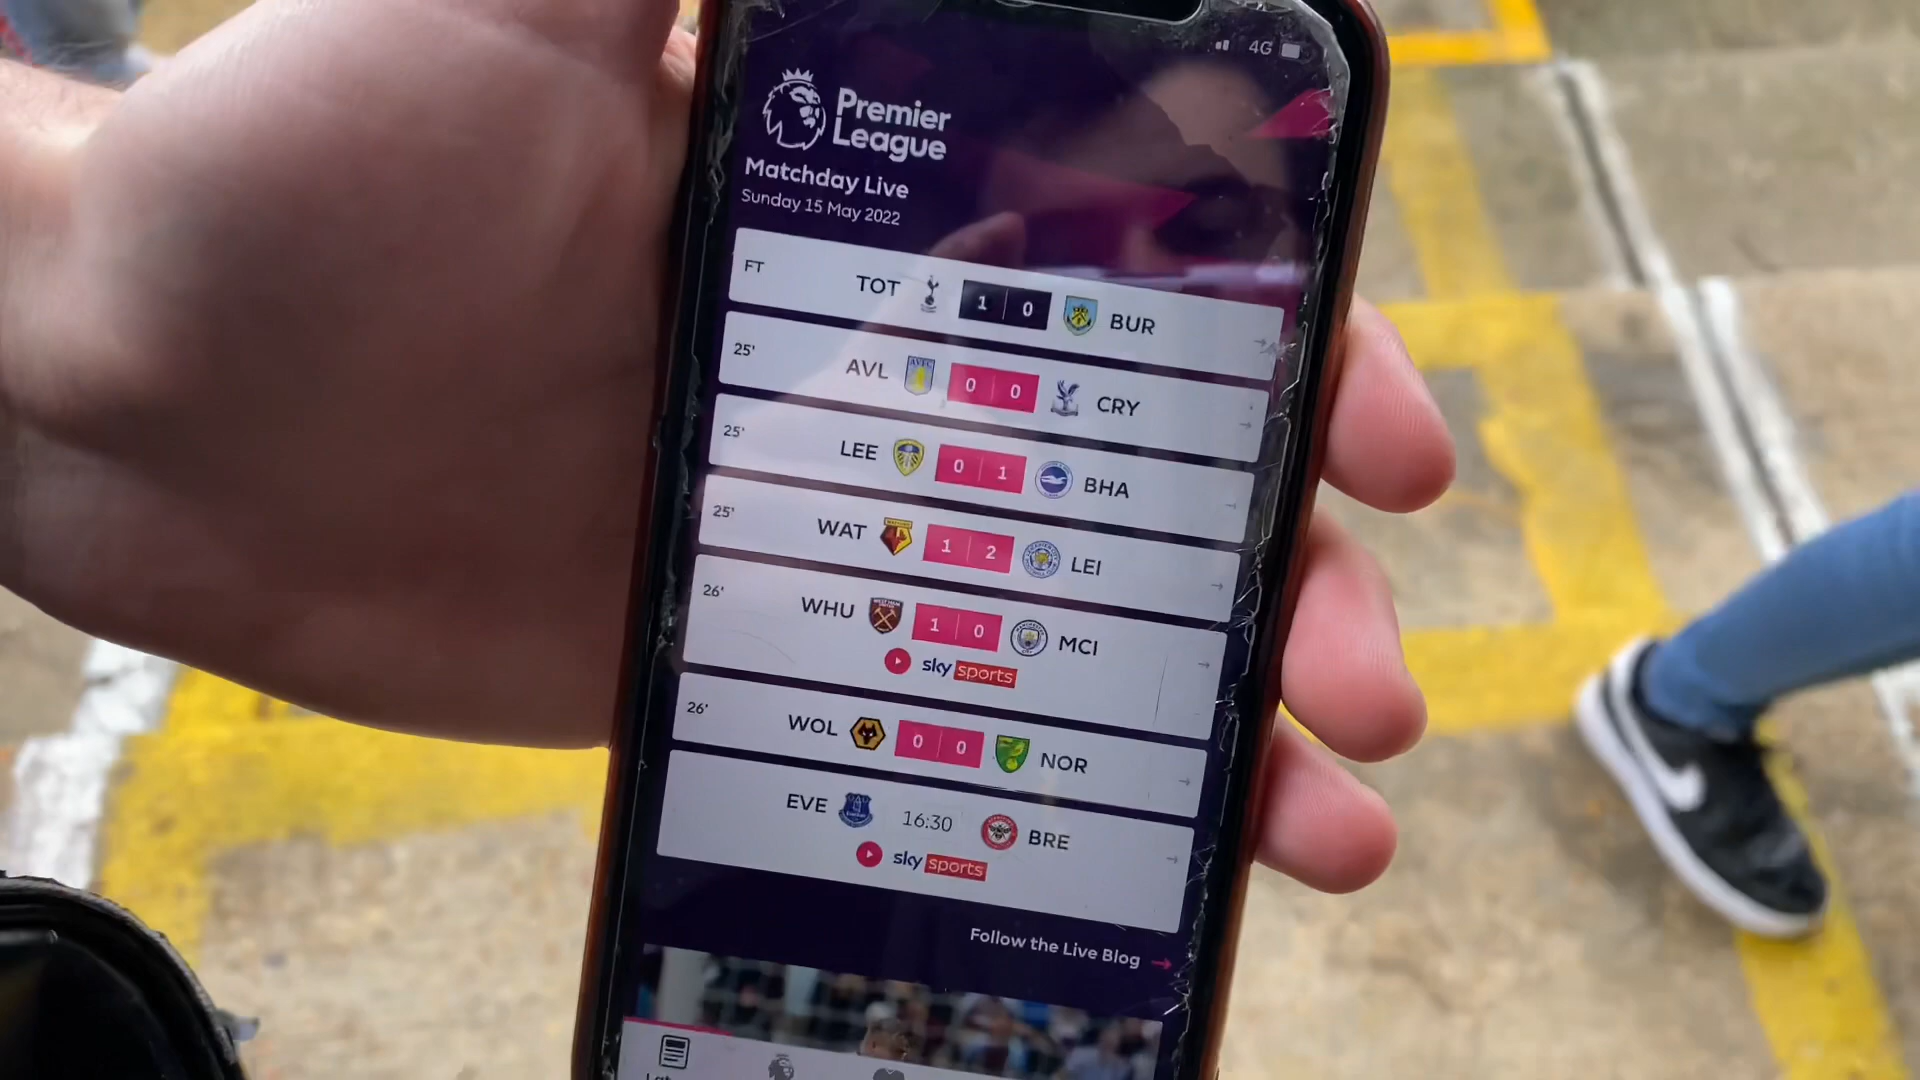 4G
Premier
League
Matchday Live
Sunday 15 May 2022
FT TOT 1 0 BUR
25' AVL 0 0 CRY
25' LEE 0 1 BHA
25' WAT 1 2 LEI
26' WHU 1 0 MCI
sky sports
26' WOL 0 0 NOR
EVE 16:30 BRE
sky sports
Follow the Live Blog